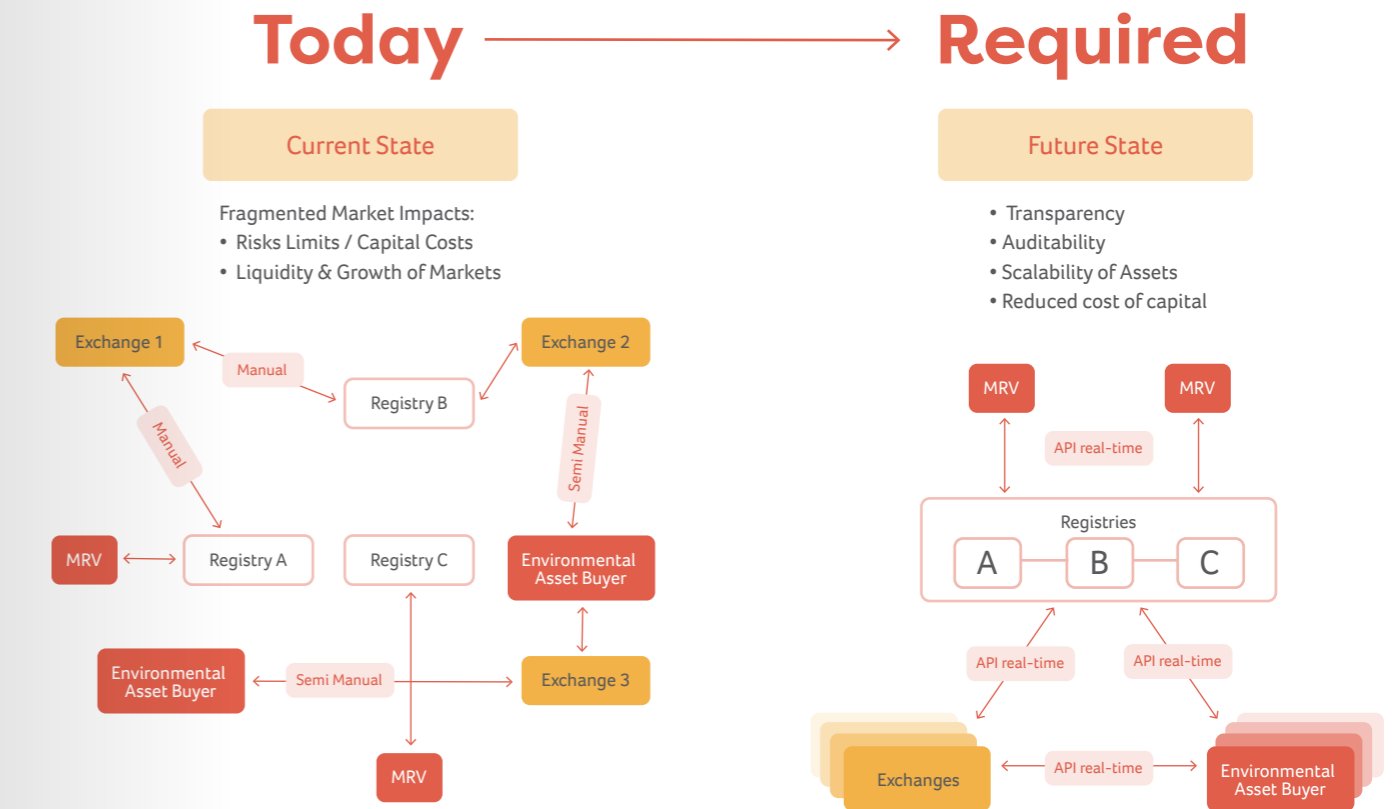 Today
Required
Current State
Fragmented Market Impacts:
• Risks Limits / Capital Costs
• Liquidity & Growth of Markets
Exchange 1
Manual
Registry B
Exchange 2
Manual
Semi Manual
MRV
Registry A
Registry C
Environmental
Asset Buyer
Environmental
Asset Buyer
Semi Manual
Exchange 3
MRV
Future State
• Transparency
• Auditability
• Scalability of Assets
• Reduced cost of capital
MRV
MRV
API real-time
Registries
A
B
C
API real-time
API real-time
Exchanges
API real-time
Environmental
Asset Buyer